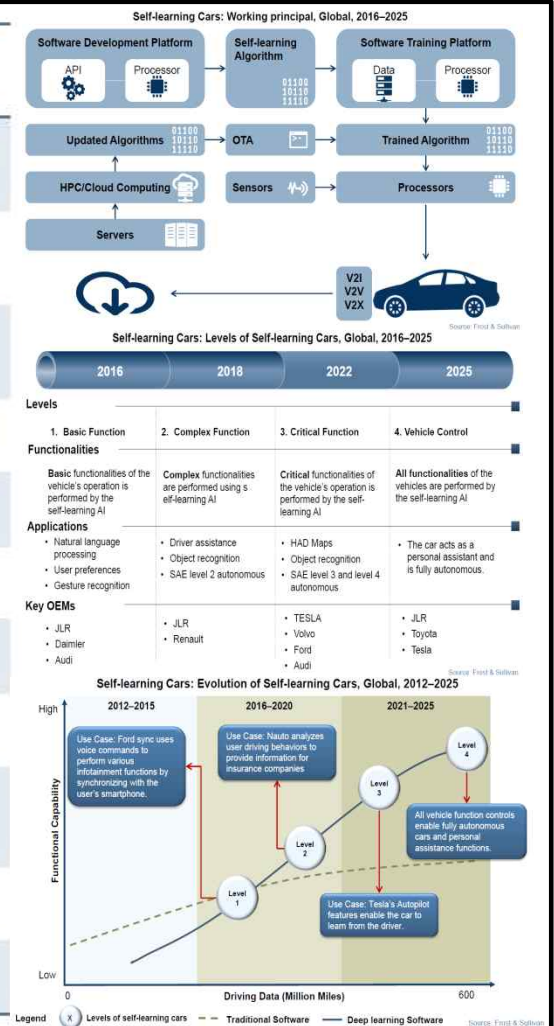 Self-learning Cars: Working principal, Global, 2016–2025
Software Development Platform
API
Processor
Self-learning
Algorithm
01100
10110
11110
Software Training Platform
Data
Processor
Updated Algorithms
01100
10110
11110
OTA
Trained Algorithm
01100
10110
11110
HPC/Cloud Computing
Sensors
Processors
Servers
V2I
V2V
V2X
Source: Frost & Sullivan
Self-learning Cars: Levels of Self-learning Cars, Global, 2016–2025
2016
2018
2022
2025
Levels
1. Basic Function
2. Complex Function
3. Critical Function
4. Vehicle Control
Functionalities
Basic functionalities of the
vehicle's operation is
performed by the
self-learning AI
Complex functionalities
are performed using s
elf-learning AI
Critical functionalities of
the vehicle's operation is
performed by the self-
learning AI
All functionalities of the
vehicles are performed by
the self-learning AI
Applications
• Natural language
processing
• User preferences
• Gesture recognition
• Driver assistance
• Object recognition
• SAE level 2 autonomous
• HAD Maps
• Object recognition
• SAE level 3 and level 4
autonomous
• The car acts as a
personal assistant and
is fully autonomous.
Key OEMs
• JLR
• Daimler
• Audi
• JLR
• Renault
• TESLA
• Volvo
• Ford
• Audi
• JLR
• Toyota
• Tesla
Source: Frost & Sullivan
Self-learning Cars: Evolution of Self-learning Cars, Global, 2012–2025
High
2012–2015
2016–2020
2021–2025
Use Case: Ford sync uses
voice commands to
perform various
infotainment functions by
synchronizing with the
user's smartphone.
Use Case: Nauto analyzes
user driving behaviors to
provide information for
insurance companies
Level
4
Level
3
All vehicle function controls
enable fully autonomous
cars and personal
assistance functions.
Level
2
Level
1
Use Case: Tesla's Autopilot
features enable the car to
learn from the driver.
Functional Capability
Low
0
Driving Data (Million Miles)
600
Legend
X
Levels of self-learning cars
Traditional Software
Deep learning Software
Source: Frost & Sullivan